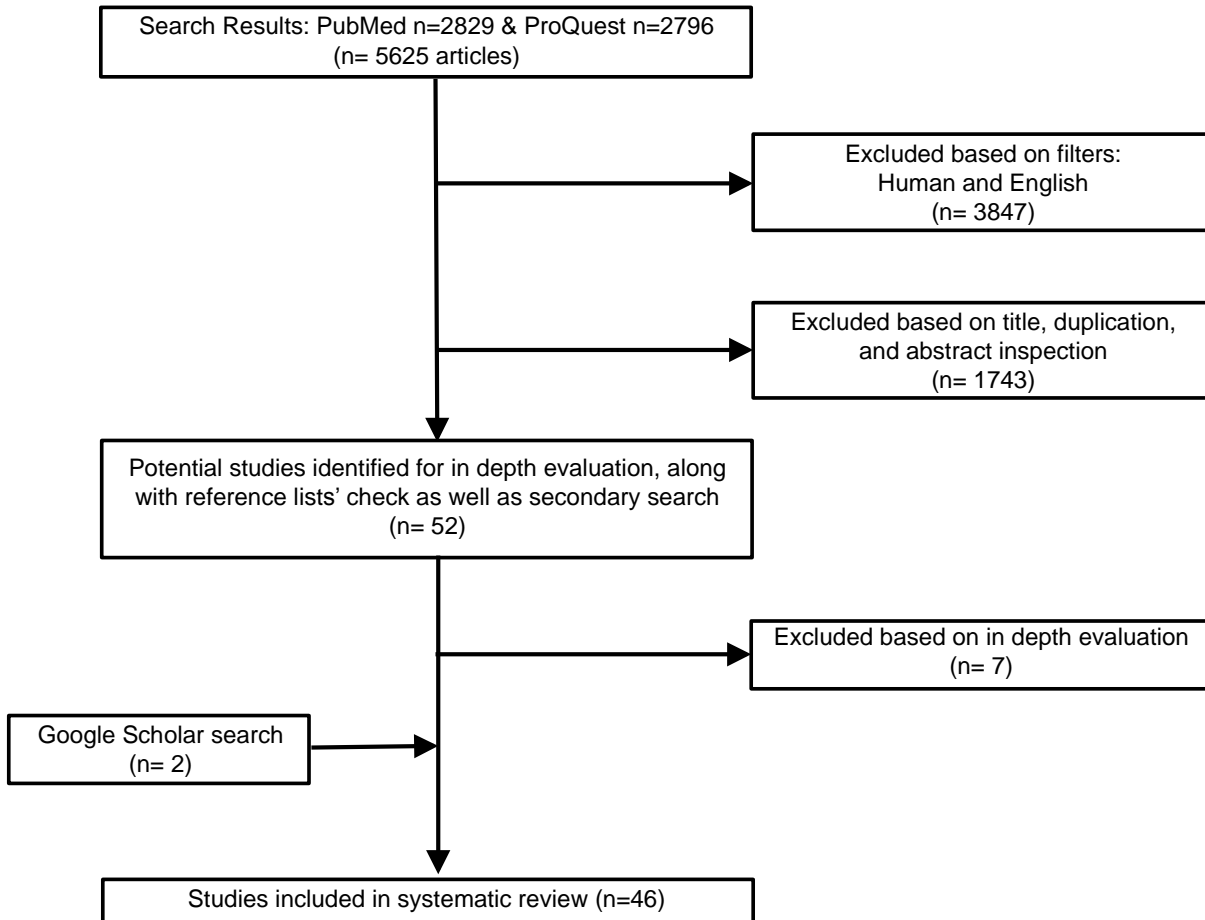 Search Results: PubMed n=2829 & ProQuest n=2796
(n= 5625 articles)
Excluded based on filters:
Human and English
(n= 3847)
Excluded based on title, duplication,
and abstract inspection
(n= 1743)
Potential studies identified for in depth evaluation, along
with reference lists’ check as well as secondary search
(n= 52)
Excluded based on in depth evaluation
(n= 7)
Google Scholar search
(n= 2)
Studies included in systematic review (n=46)